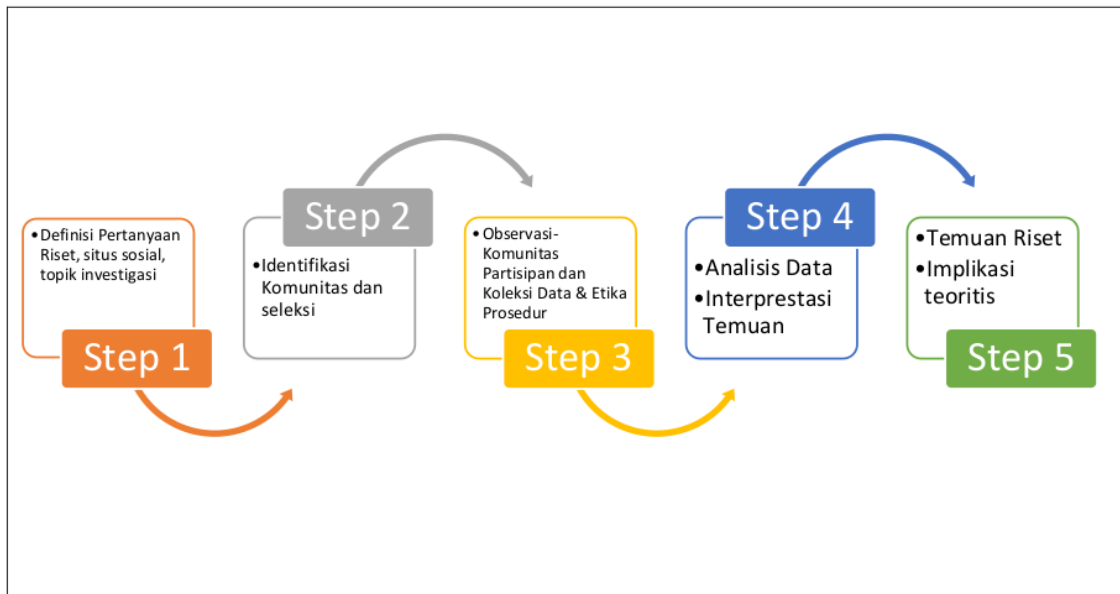 •Definisi Pertanyaan
Riset, situs sosial,
topik investigasi
Step 1
Step 2
•Identifikasi
Komunitas dan
seleksi
•Observasi-
Komunitas
Partisipan dan
Koleksi Data & Etika
Prosedur
Step 3
Step 4
•Analisis Data
•Interprestasi
Temuan
•Temuan Riset
•Implikasi
teoritis
Step 5